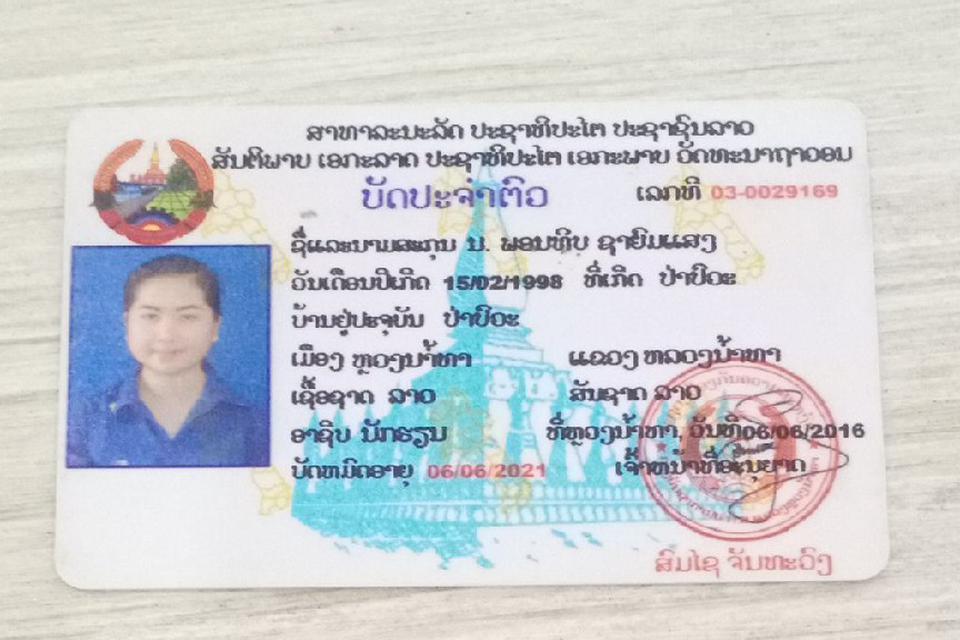 ສາທາລະນະລັດ ປະຊາທິປະໄຕ ປະຊາຊົນລາວ
ສັນຕິພາບ ເອກະລາດ ປະຊາທິປະໄຕ ເອກະພາບ ວັດທະນາຖາວອນ
ບັດປະຈຳຕົວ
ເລກທີ 03-0029169
ຊື່ແລະນາມສະກຸນ ນ. ພອນທິບ ຊາຍົມແສງ
ວັນເດືອນປີເກີດ 15/02/1998 ທີ່ເກີດ ປ່າປົວະ
ບ້ານຢູ່ປະຈຸບັນ ປ່າປົວະ
ເມືອງ ຫຼວງນ້ຳທາ ແຂວງ ຫລວງນ້ຳທາ
ເຊື້ອຊາດ ລາວ ສັນຊາດ ລາວ
ອາຊີບ ນັກຮຽນ ທີ່ຫຼວງນ້ຳທາ, ວັນທີ06/06/2016
ບັດຫມົດອາຍຸ 06/06/2021 ເຈົ້າຫນ້າທີ່ອະນຸຍາດ
ສົມໄຊ ຈັນທະວົງ